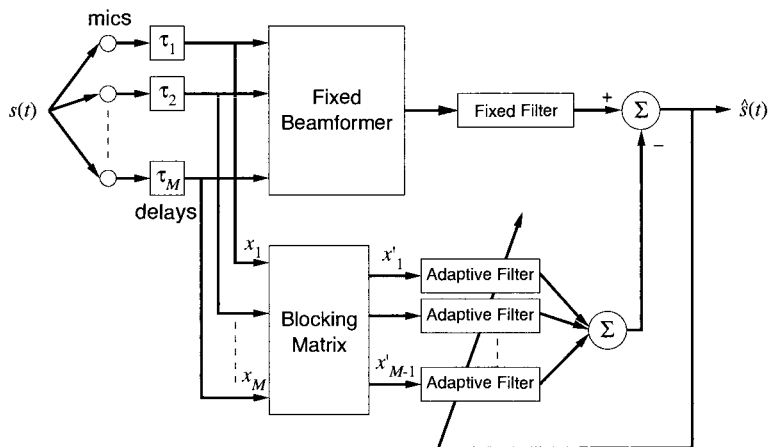 mics
s(t)
τ1
τ2
τM
delays
Fixed
Beamformer
Fixed Filter
+
Σ
−
ŝ(t)
x1
xM
Blocking
Matrix
x'1
x'M-1
Adaptive Filter
Adaptive Filter
Adaptive Filter
Σ